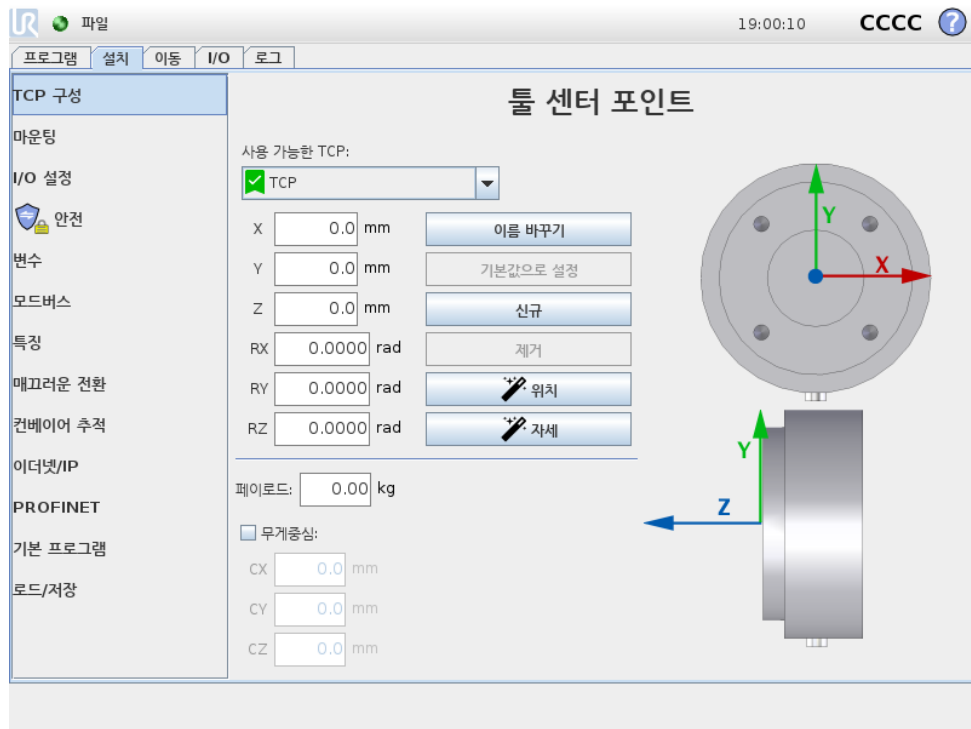 UR 파일 19:00:10 CCCC ?
프로그램 설치 이동 I/O 로그
TCP 구성
마운팅
I/O 설정
안전
변수
모드버스
특징
매끄러운 전환
컨베이어 추적
이더넷/IP
PROFINET
기본 프로그램
로드/저장
툴 센터 포인트
사용 가능한 TCP:
TCP
X 0.0 mm 이름 바꾸기
Y 0.0 mm 기본값으로 설정
Z 0.0 mm 신규
RX 0.0000 rad 제거
RY 0.0000 rad 위치
RZ 0.0000 rad 자세
페이로드: 0.00 kg
무게중심:
CX 0.0 mm
CY 0.0 mm
CZ 0.0 mm
Y
X
Y
Z